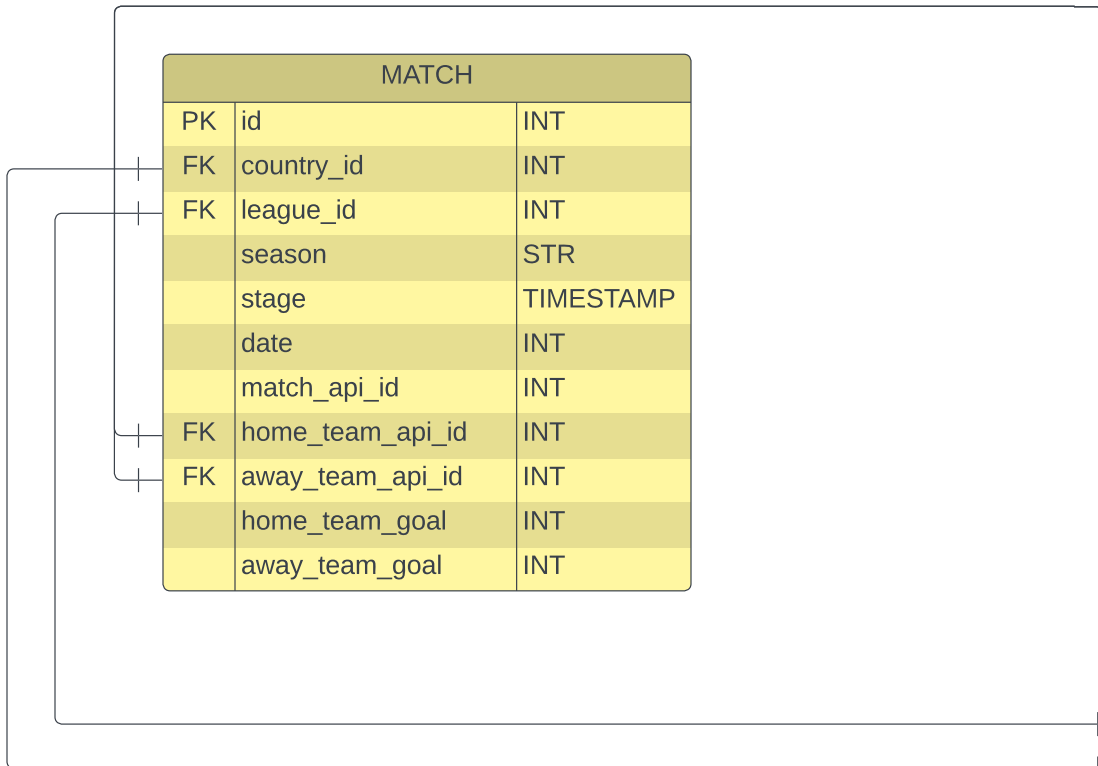 MATCH
PK id INT
FK country_id INT
FK league_id INT
season STR
stage TIMESTAMP
date INT
match_api_id INT
FK home_team_api_id INT
FK away_team_api_id INT
home_team_goal INT
away_team_goal INT